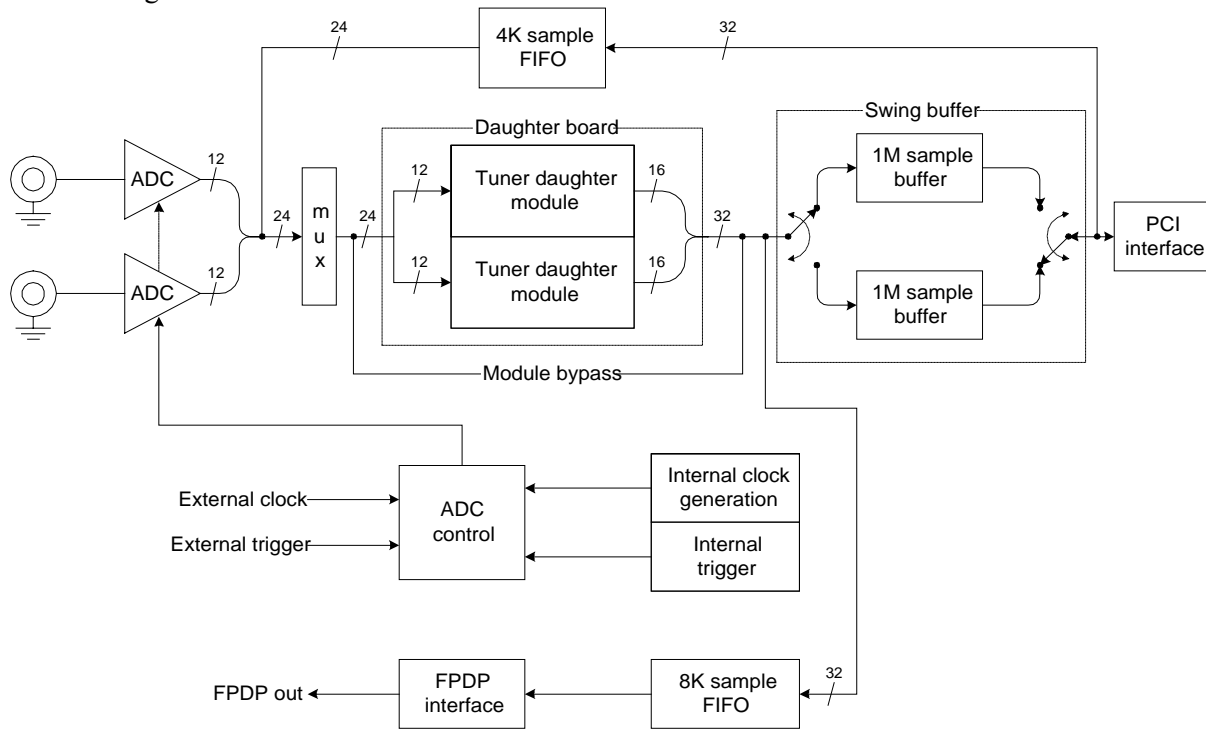 24
4K sample
FIFO
32
Swing buffer
Daughter board
1M sample
buffer
ADC
12
m
u
x
24
24
12
Tuner daughter
module
16
32
PCI
interface
ADC
12
12
Tuner daughter
module
16
1M sample
buffer
Module bypass
External clock
External trigger
ADC
control
Internal clock
generation
Internal
trigger
FPDP out
FPDP
interface
8K sample
FIFO
32